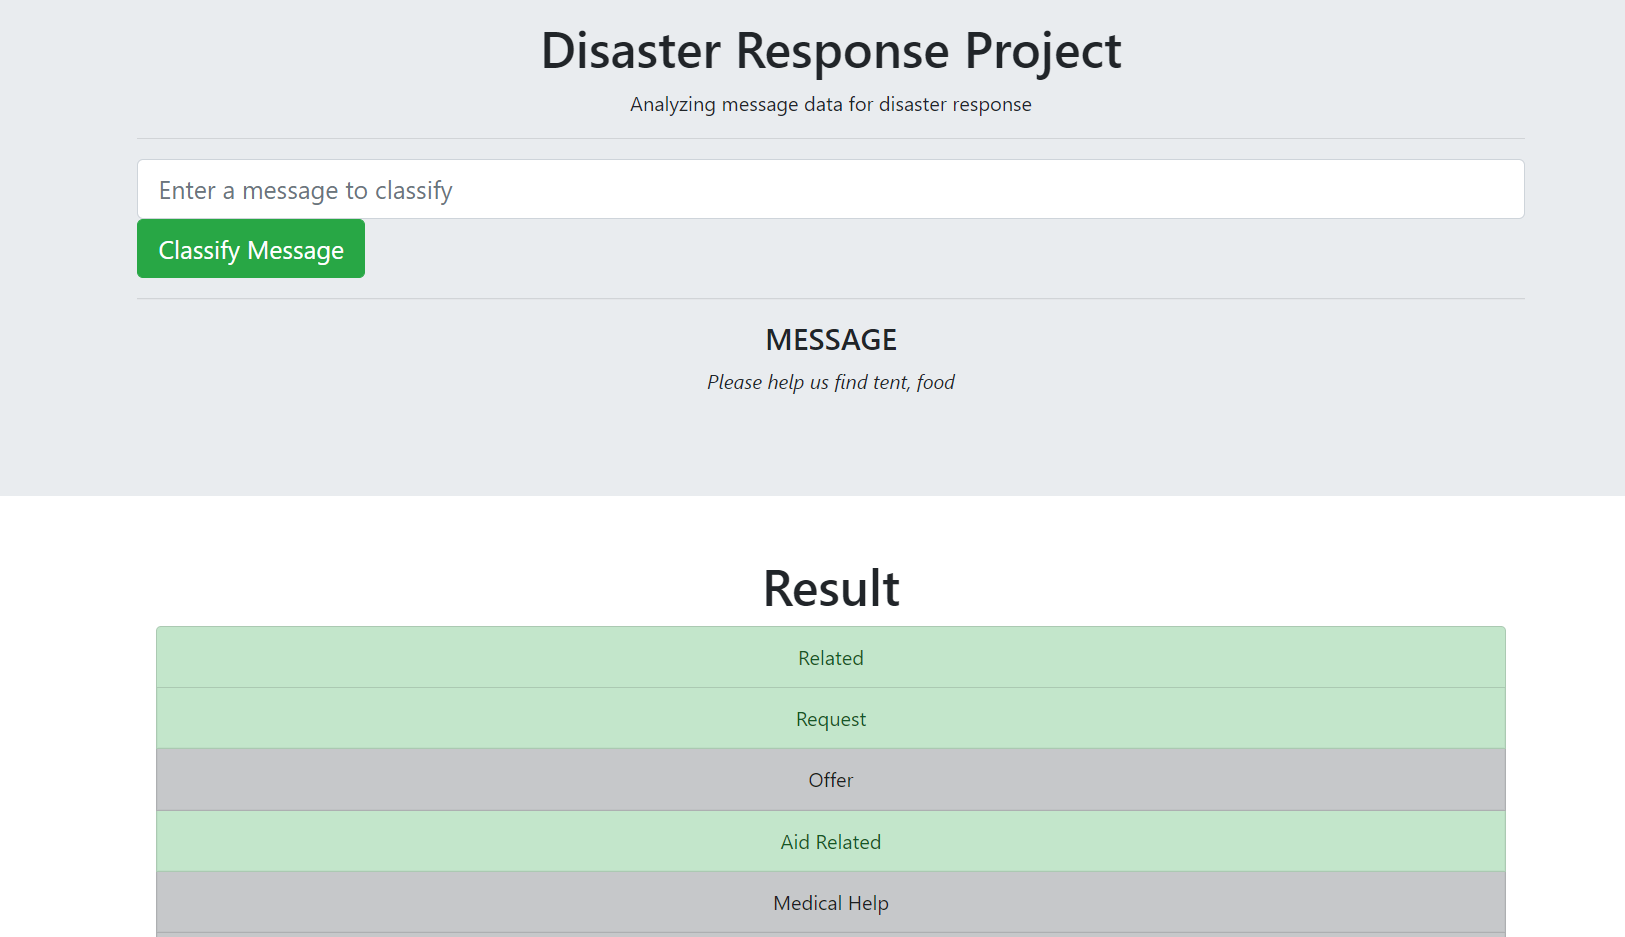 Disaster Response Project
Analyzing message data for disaster response
Enter a message to classify
Classify Message
MESSAGE
Please help us find tent, food
Result
Related
Request
Offer
Aid Related
Medical Help